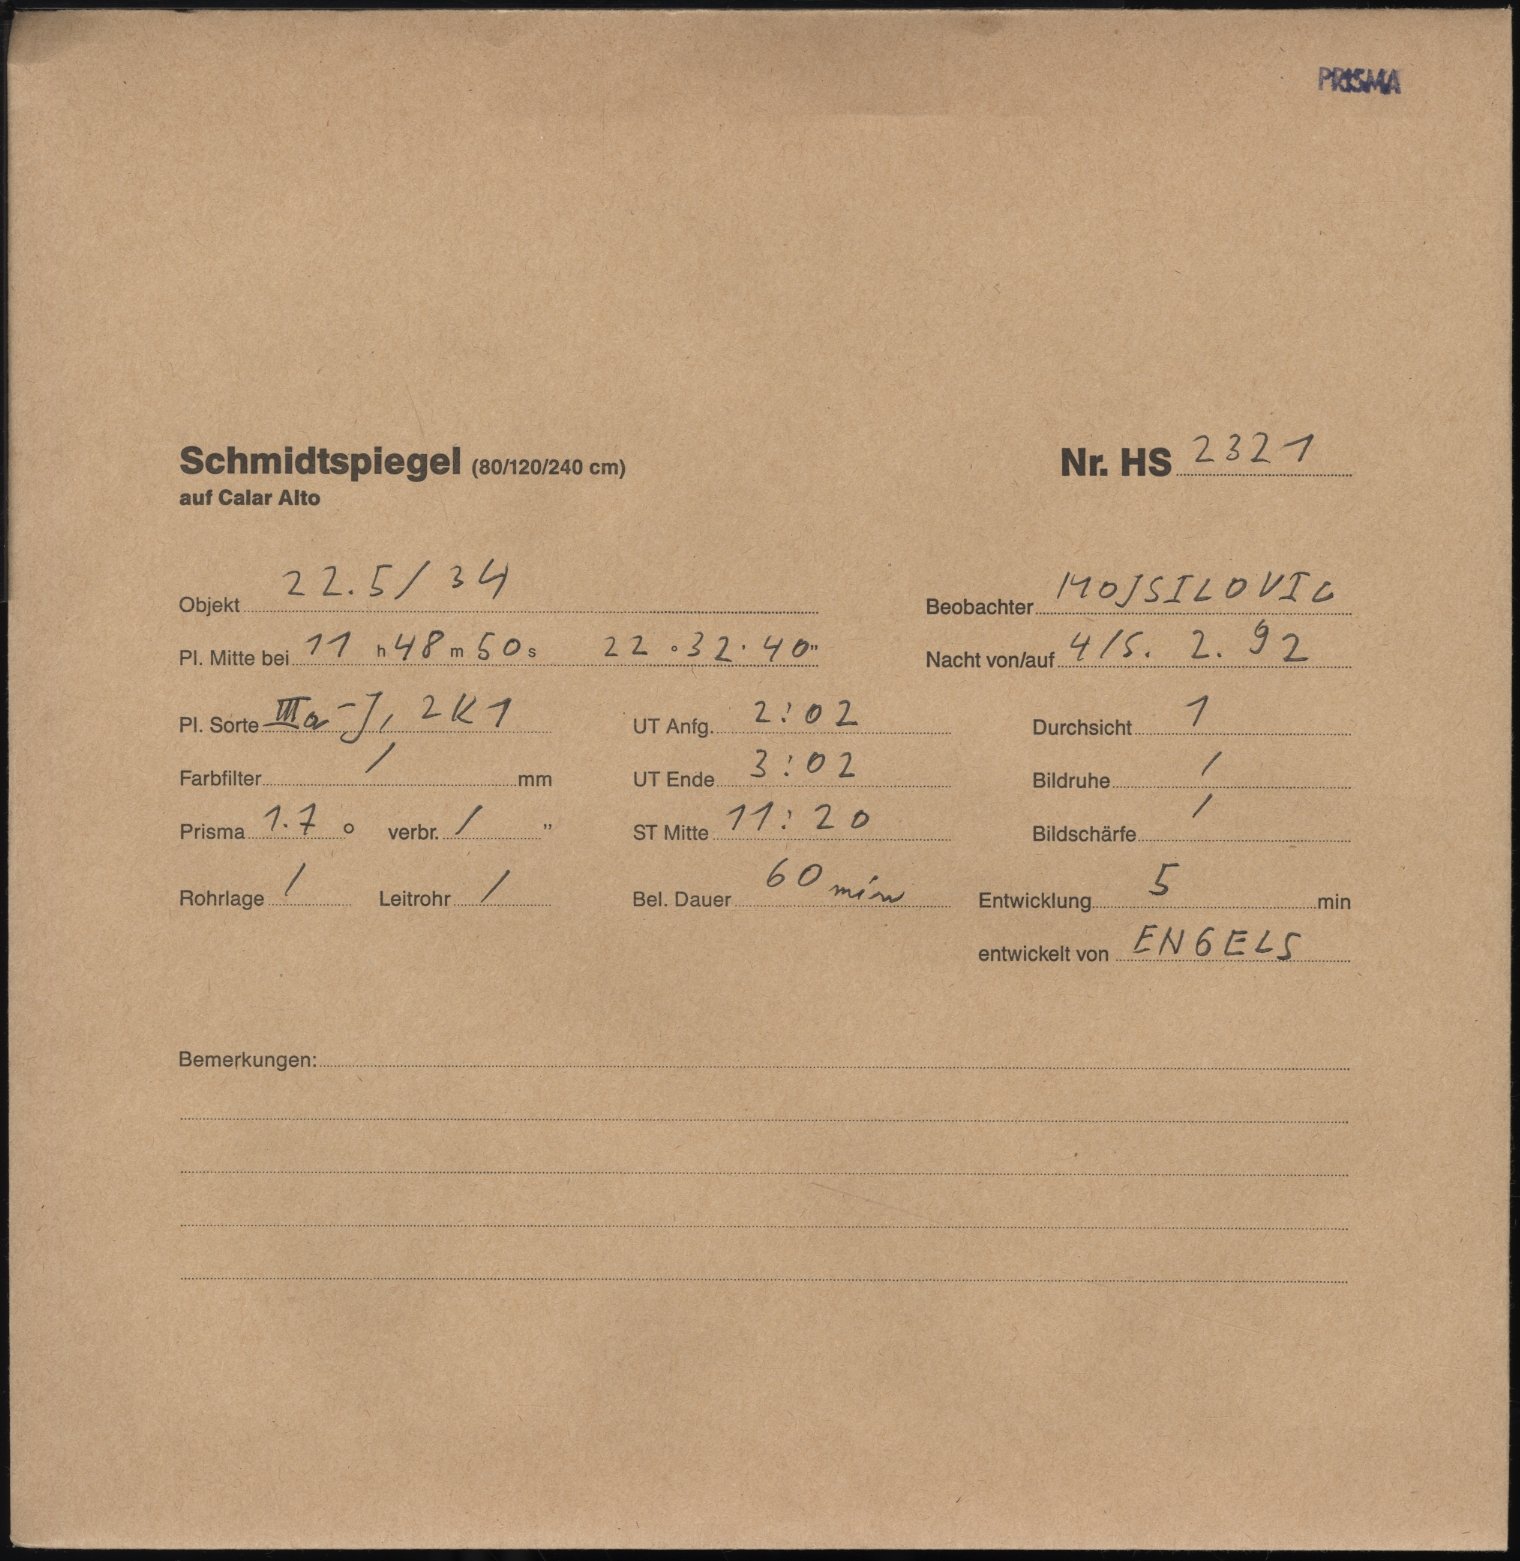 PRISMA
Schmidtspiegel (80/120/240 cm) Nr. HS 2321
auf Calar Alto
Objekt 22.5/34 Beobachter MOJSILOVIC
Pl. Mitte bei 11 h 48 m 50 s 22 ° 32 ' 40 " Nacht von/auf 4/5. 2. 92
Pl. Sorte IIIa-J, 2K1 UT Anfg. 2:02 Durchsicht 1
Farbfilter / mm UT Ende 3:02 Bildruhe /
Prisma 1.7 ° verbr. / " ST Mitte 11:20 Bildschärfe /
Rohrlage / Leitrohr / Bel. Dauer 60 min Entwicklung 5 min
entwickelt von ENGELS
Bemerkungen: